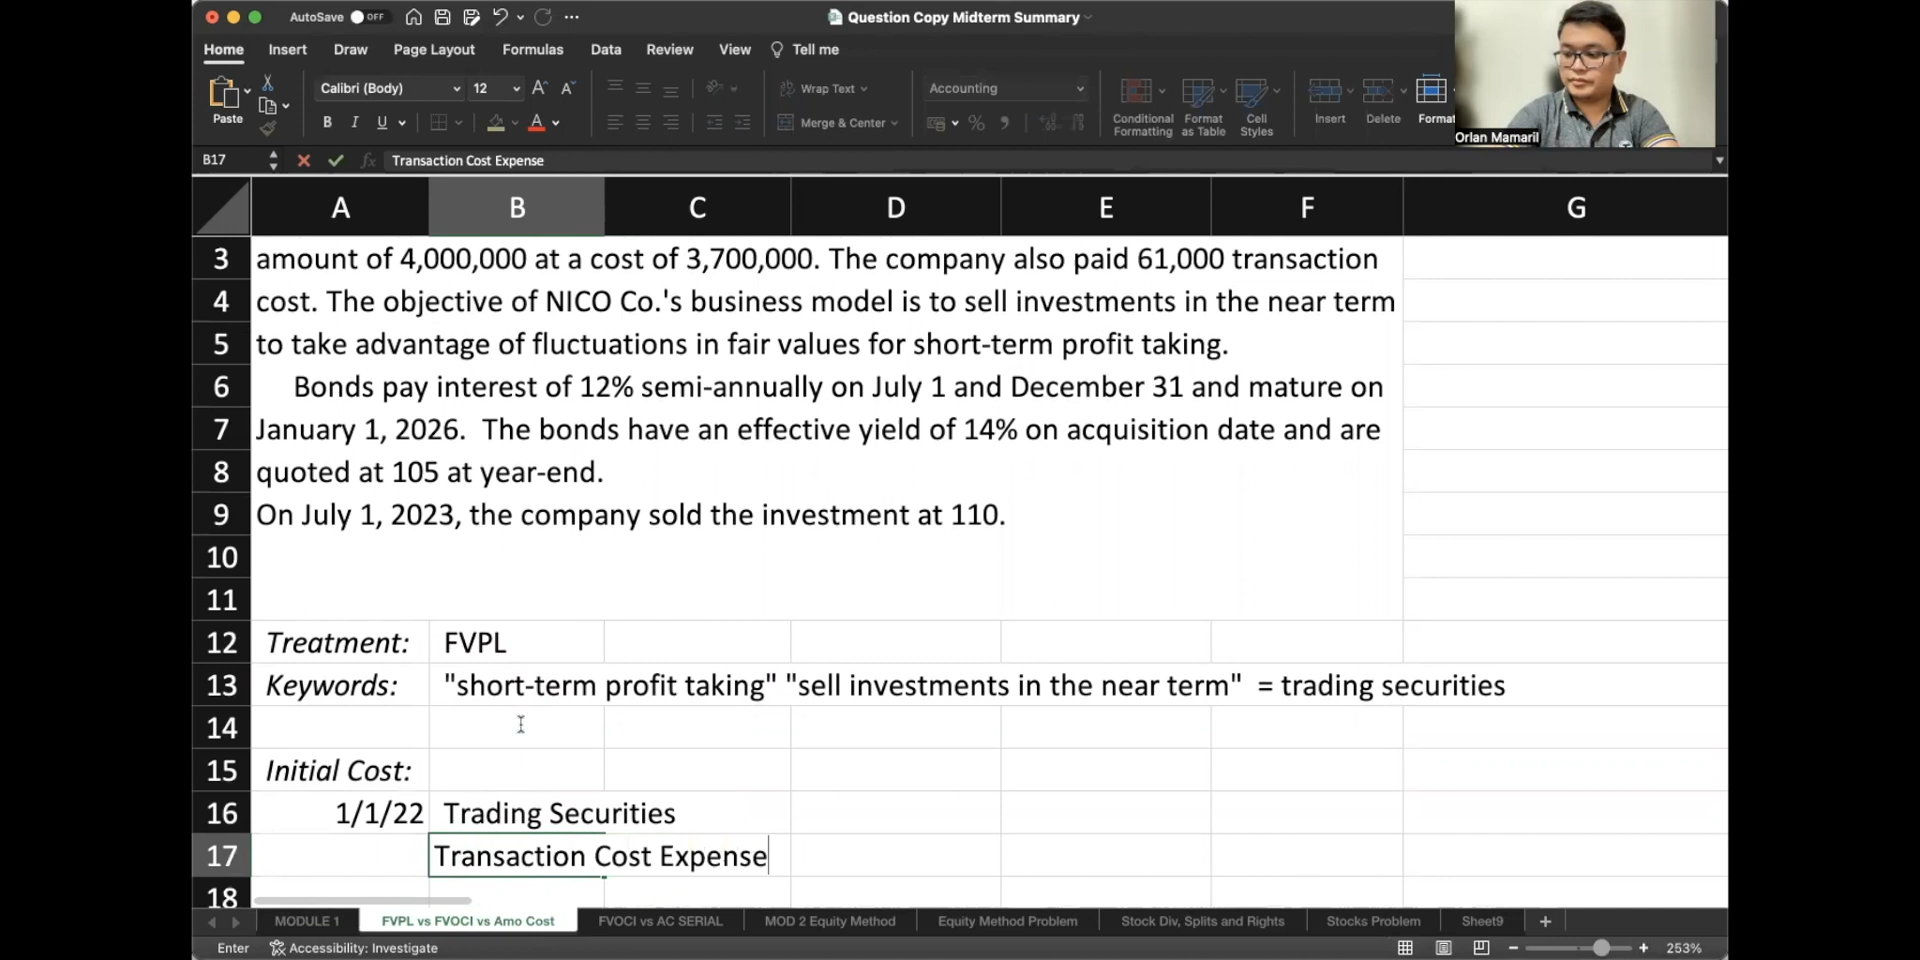 AutoSave OFF
Question Copy Midterm Summary
Home Insert Draw Page Layout Formulas Data Review View Tell me
Paste
Calibri (Body) 12
B I U
Wrap Text
Merge & Center
Accounting
Conditional Formatting
Format as Table
Cell Styles
Insert Delete Format
Orlan Mamaril
B17 fx Transaction Cost Expense
A B C D E F G
3 amount of 4,000,000 at a cost of 3,700,000. The company also paid 61,000 transaction
4 cost. The objective of NICO Co.'s business model is to sell investments in the near term
5 to take advantage of fluctuations in fair values for short-term profit taking.
6 Bonds pay interest of 12% semi-annually on July 1 and December 31 and mature on
7 January 1, 2026. The bonds have an effective yield of 14% on acquisition date and are
8 quoted at 105 at year-end.
9 On July 1, 2023, the company sold the investment at 110.
10
11
12 Treatment: FVPL
13 Keywords: "short-term profit taking" "sell investments in the near term" = trading securities
14
15 Initial Cost:
16 1/1/22 Trading Securities
17 Transaction Cost Expense
18
MODULE 1 FVPL vs FVOCI vs Amo Cost FVOCI vs AC SERIAL MOD 2 Equity Method Equity Method Problem Stock Div, Splits and Rights Stocks Problem Sheet9 +
Enter Accessibility: Investigate 253%